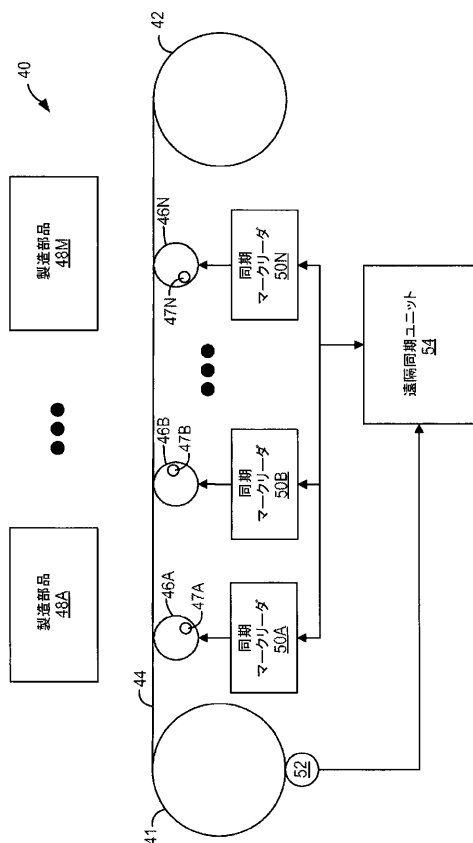 40
製造部品
48A
製造部品
48M
44
46A
47A
46B
47B
46N
47N
41
42
同期
マークリーダ
50A
同期
マークリーダ
50B
同期
マークリーダ
50N
52
遠隔同期ユニット
54